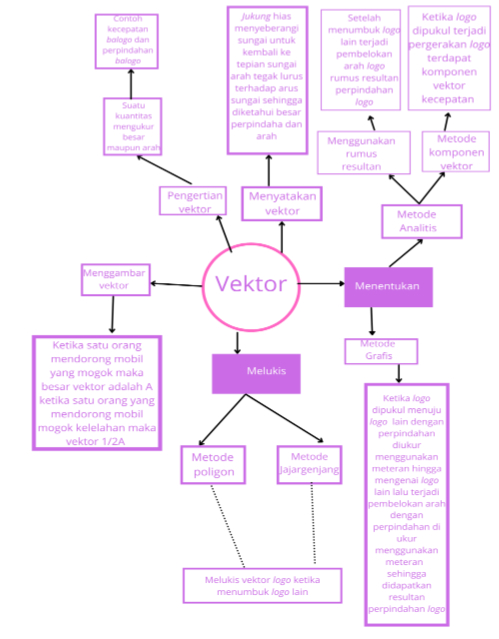 Contoh
kecepatan
balogo dan
perpindahan
balogo
Jukung hias
menyeberangi
sungai untuk
kembali ke
tepian sungai
arah tegak lurus
terhadap arus
sungai sehingga
diketahui besar
perpindaha dan
arah
Setelah
menumbuk logo
lain terjadi
pembelokan
arah logo
rumus resultan
perpindahan
logo
Ketika logo
dipukul terjadi
pergerakan logo
terdapat
komponen
vektor
kecepatan
Suatu
kuantitas
mengukur
besar
maupun arah
Menggunakan
rumus
resultan
Metode
komponen
vektor
Pengertian
vektor
Menyatakan
vektor
Metode
Analitis
Menggambar
vektor
Vektor
Menentukan
Ketika satu orang
mendorong mobil
yang mogok maka
besar vektor adalah A
ketika satu orang yang
mendorong mobil
mogok kelelahan maka
vektor 1/2A
Melukis
Metode
Grafis
Metode
poligon
Metode
Jajargenjang
Ketika logo
dipukul menuju
logo lain dengan
perpindahan
diukur
menggunakan
meteran hingga
mengenai logo
lain lalu terjadi
pembelokan arah
dengan
perpindahan di
ukur
menggunakan
meteran
sehingga
didapatkan
resultan
perpindahan logo
Melukis vektor logo ketika
menumbuk logo lain